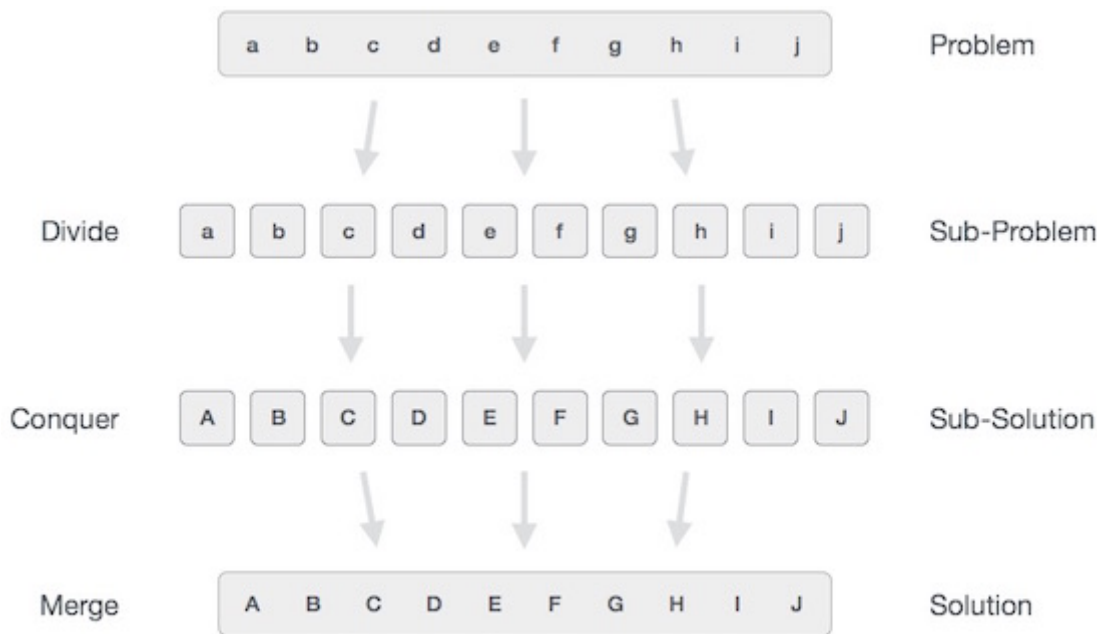 a b c d e f g h i j Problem
Divide a b c d e f g h i j Sub-Problem
Conquer A B C D E F G H I J Sub-Solution
Merge A B C D E F G H I J Solution